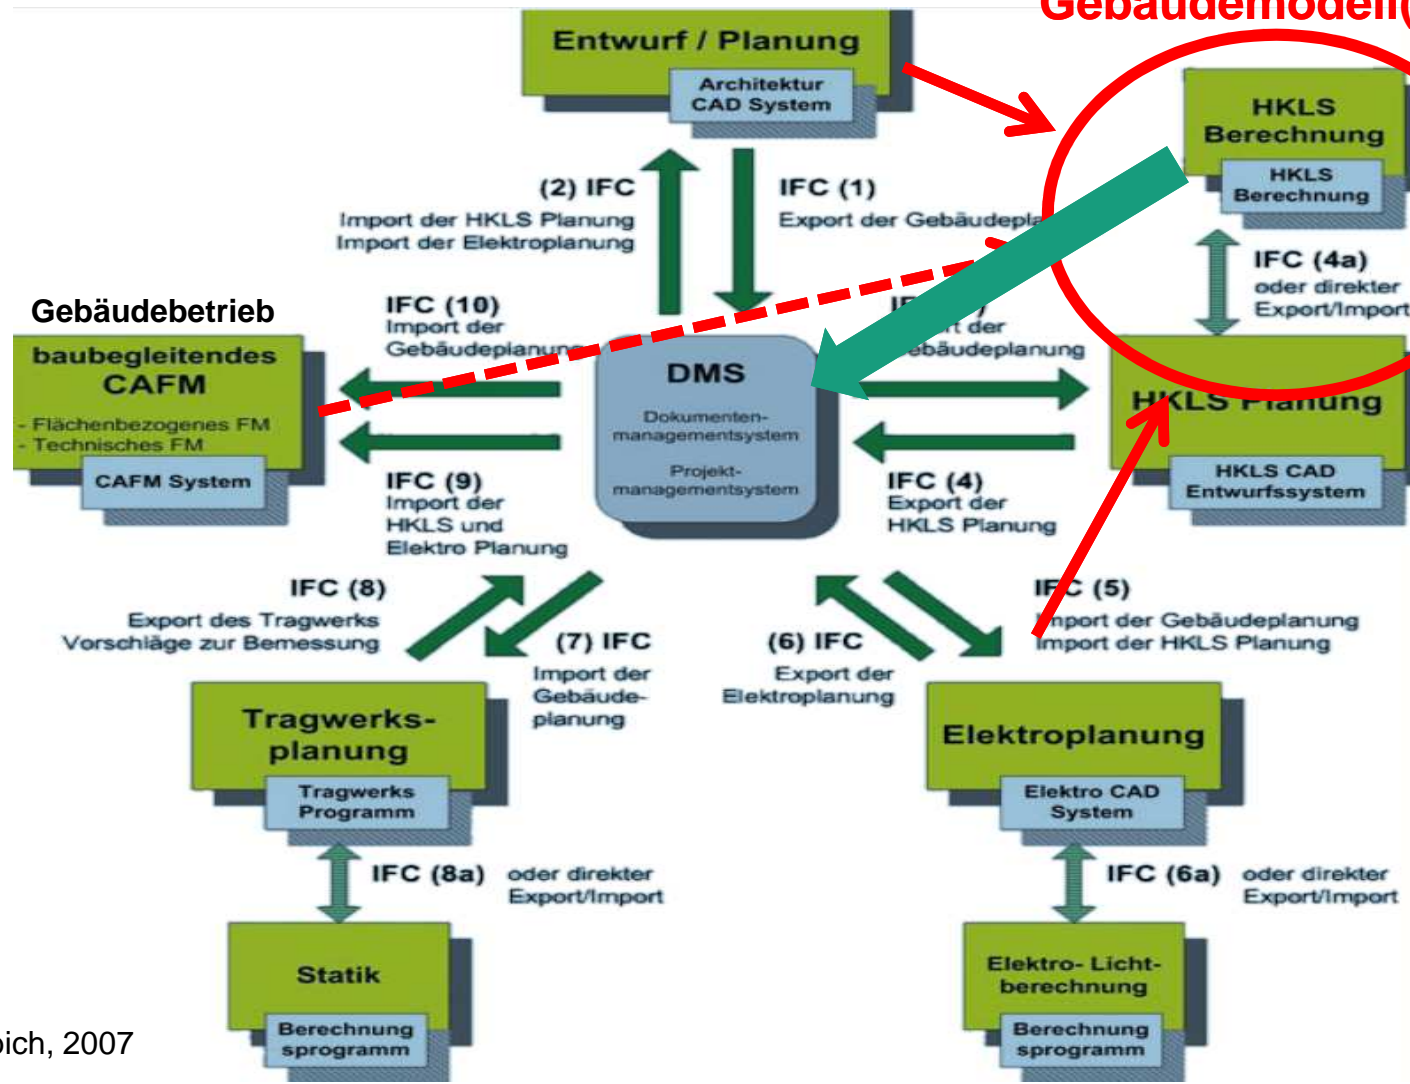 Gebäudemodell(
Entwurf / Planung
Architektur
CAD System
HKLS
Berechnung
HKLS
Berechnung
(2) IFC
Import der HKLS Planung
Import der Elektroplanung
IFC (1)
Export der Gebäudepla
IFC (4a)
oder direkter
Export/Import
Gebäudebetrieb
baubegleitendes
CAFM
- Flächenbezogenes FM
- Technisches FM
CAFM System
IFC (10)
Import der
Gebäudeplanung
IFC (9)
Import der
HKLS und
Elektro Planung
DMS
Dokumenten-
managementsystem
Projekt-
managementsystem
der
ebäudeplanung
IFC (4)
Export der
HKLS Planung
HKLS Planung
HKLS CAD
Entwurfssystem
IFC (8)
Export des Tragwerks
Vorschläge zur Bemessung
(7) IFC
Import der
Gebäude-
planung
(6) IFC
Export der
Elektroplanung
IFC (5)
Import der Gebäudeplanung
Import der HKLS Planung
Tragwerks-
planung
Tragwerks
Programm
Elektroplanung
Elektro CAD
System
IFC (8a) oder direkter
Export/Import
IFC (6a) oder direkter
Export/Import
Statik
Berechnung
sprogramm
Elektro- Licht-
berechnung
Berechnung
sprogramm
oich, 2007